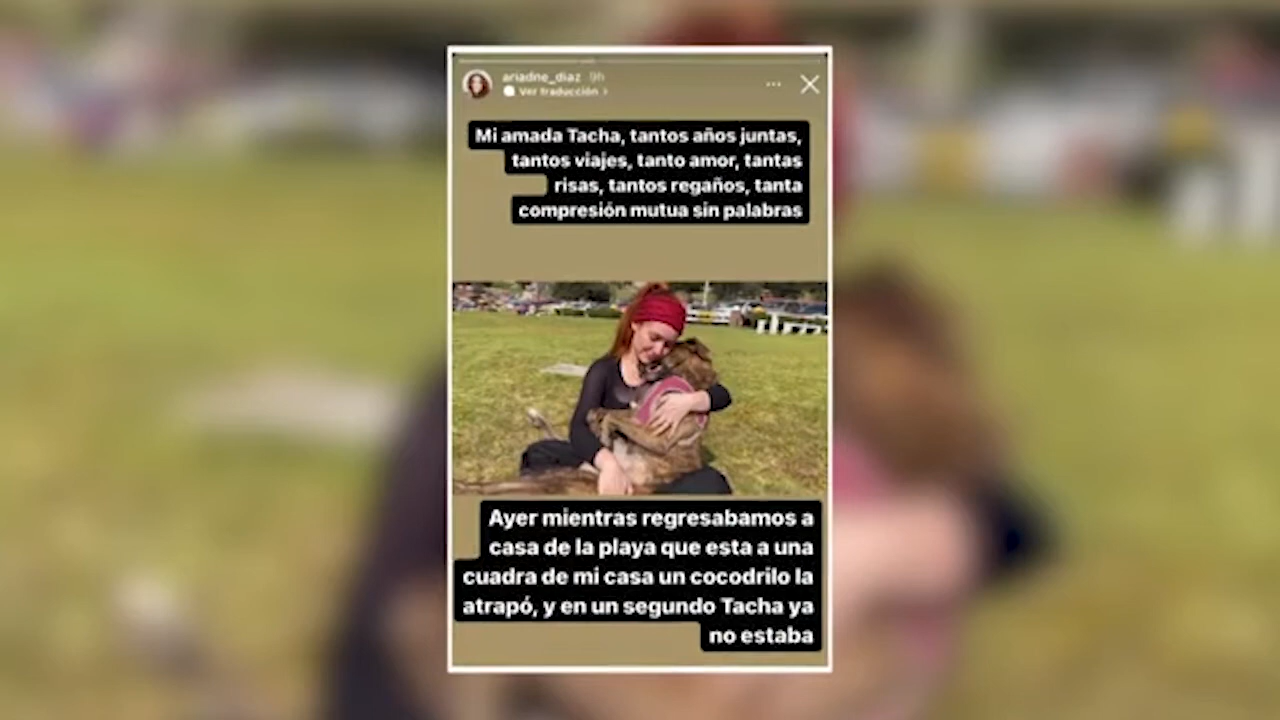 ariadne_diaz 9h
Ver traducción >
Mi amada Tacha, tantos años juntas,
tantos viajes, tanto amor, tantas
risas, tantos regaños, tanta
compresión mutua sin palabras
Ayer mientras regresabamos a
casa de la playa que esta a una
cuadra de mi casa un cocodrilo la
atrapó, y en un segundo Tacha ya
no estaba